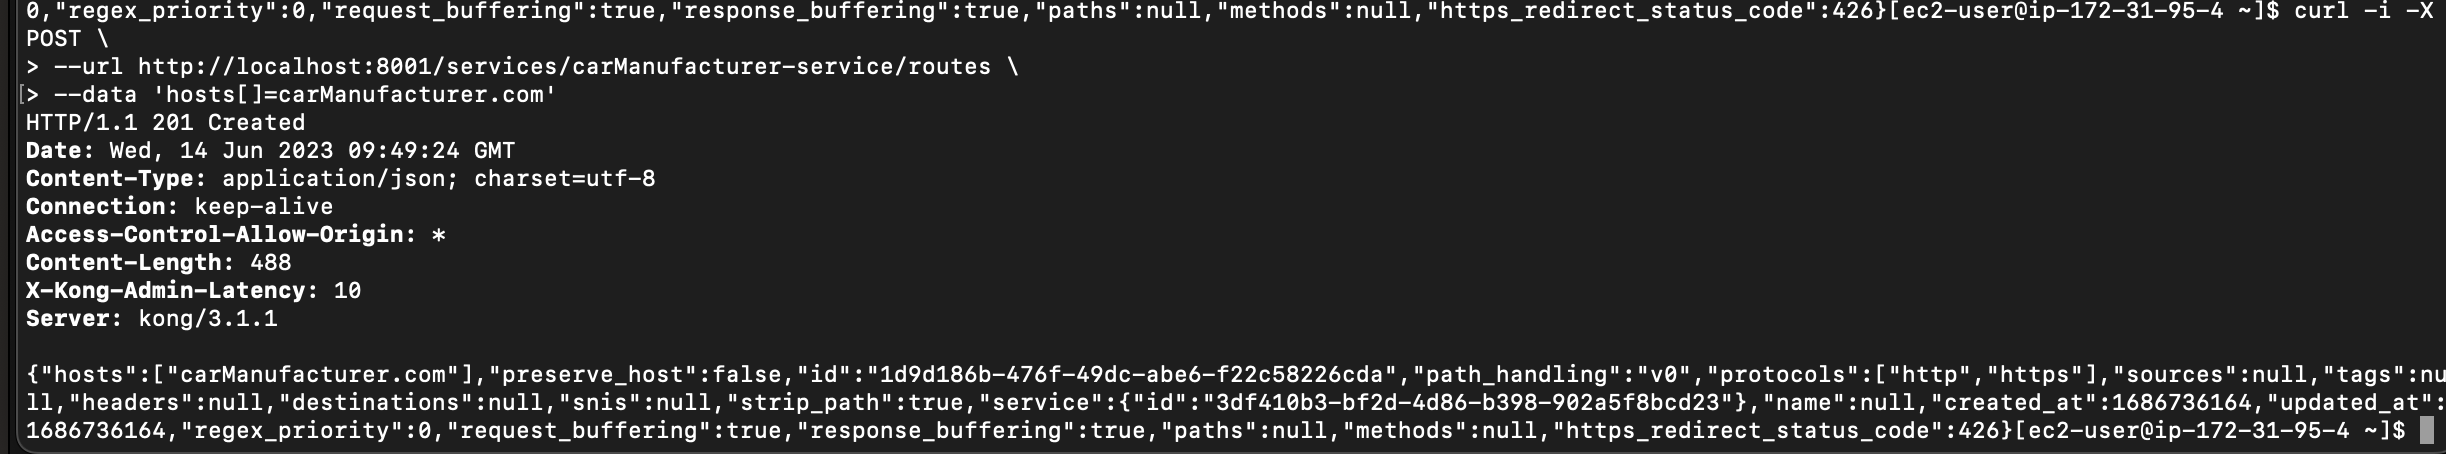 0,"regex_priority":0,"request_buffering":true,"response_buffering":true,"paths":null,"methods":null,"https_redirect_status_code":426}[ec2-user@ip-172-31-95-4 ~]$ curl -i -X
POST \
> --url http://localhost:8001/services/carManufacturer-service/routes \
[> --data 'hosts[]=carManufacturer.com'
HTTP/1.1 201 Created
Date: Wed, 14 Jun 2023 09:49:24 GMT
Content-Type: application/json; charset=utf-8
Connection: keep-alive
Access-Control-Allow-Origin: *
Content-Length: 488
X-Kong-Admin-Latency: 10
Server: kong/3.1.1

{"hosts":["carManufacturer.com"],"preserve_host":false,"id":"1d9d186b-476f-49dc-abe6-f22c58226cda","path_handling":"v0","protocols":["http","https"],"sources":null,"tags":nu
ll,"headers":null,"destinations":null,"snis":null,"strip_path":true,"service":{"id":"3df410b3-bf2d-4d86-b398-902a5f8bcd23"},"name":null,"created_at":1686736164,"updated_at":
1686736164,"regex_priority":0,"request_buffering":true,"response_buffering":true,"paths":null,"methods":null,"https_redirect_status_code":426}[ec2-user@ip-172-31-95-4 ~]$